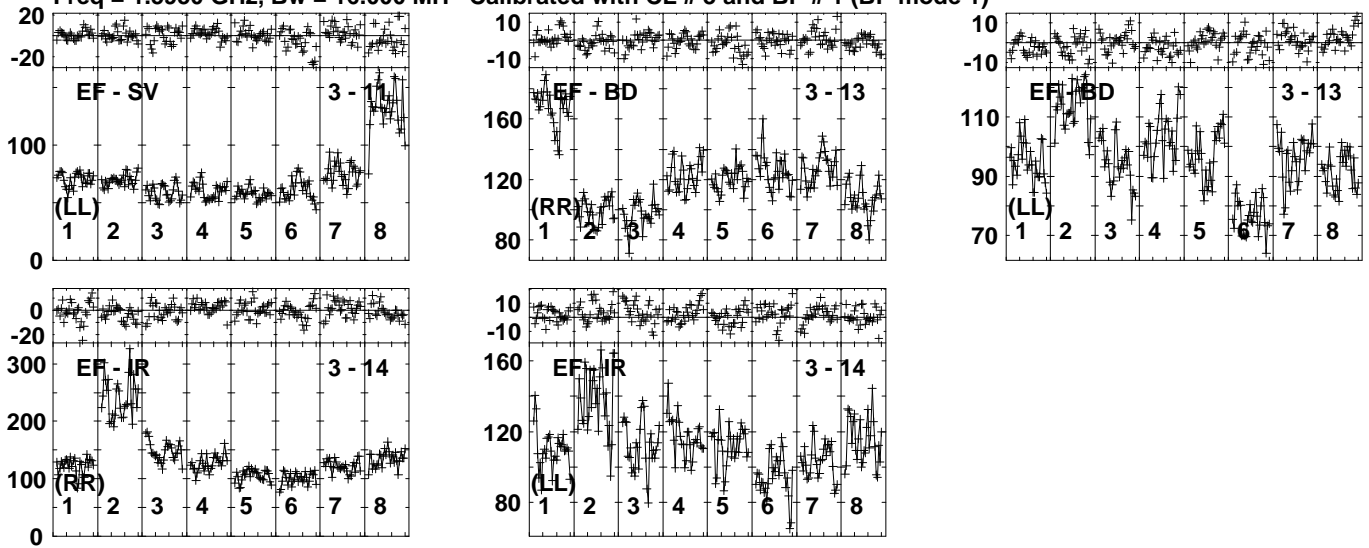 Freq = GHz, Bw = MH Calibrated with CL # and BP # 1 (BP mode 1)
20
-20
EF - SV 3 - 11
100
(LL)
1 2 3 4 5 6 7 8
0
10
-10
EF - BD 3 - 13
160
120
(RR)
80
1 2 3 4 5 6 7 8
10
-10
EF - BD 3 - 13
110
90
(LL)
70
1 2 3 4 5 6 7 8
0
-20
300
EF - IR 3 - 14
200
100
(RR)
1 2 3 4 5 6 7 8
0
10
-10
160
EF - IR 3 - 14
120
(LL)
80
1 2 3 4 5 6 7 8